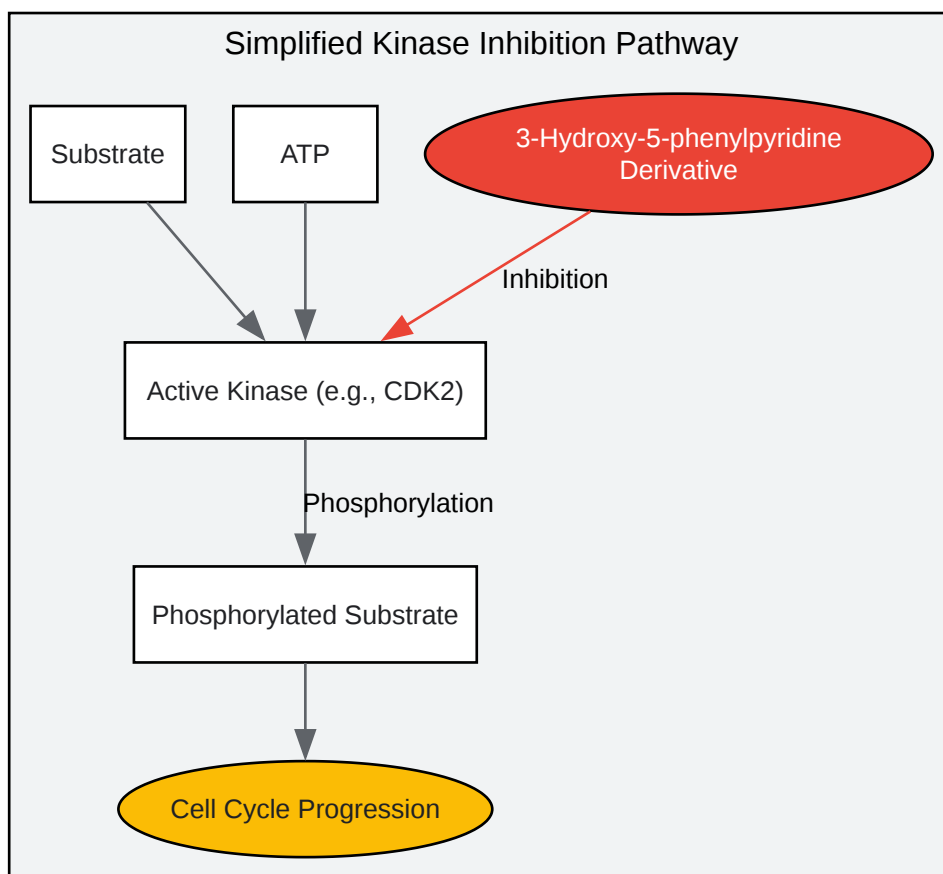 Simplified Kinase Inhibition Pathway
Substrate
ATP
3-Hydroxy-5-phenylpyridine
Derivative
Inhibition
Active Kinase (e.g., CDK2)
Phosphorylation
Phosphorylated Substrate
Cell Cycle Progression